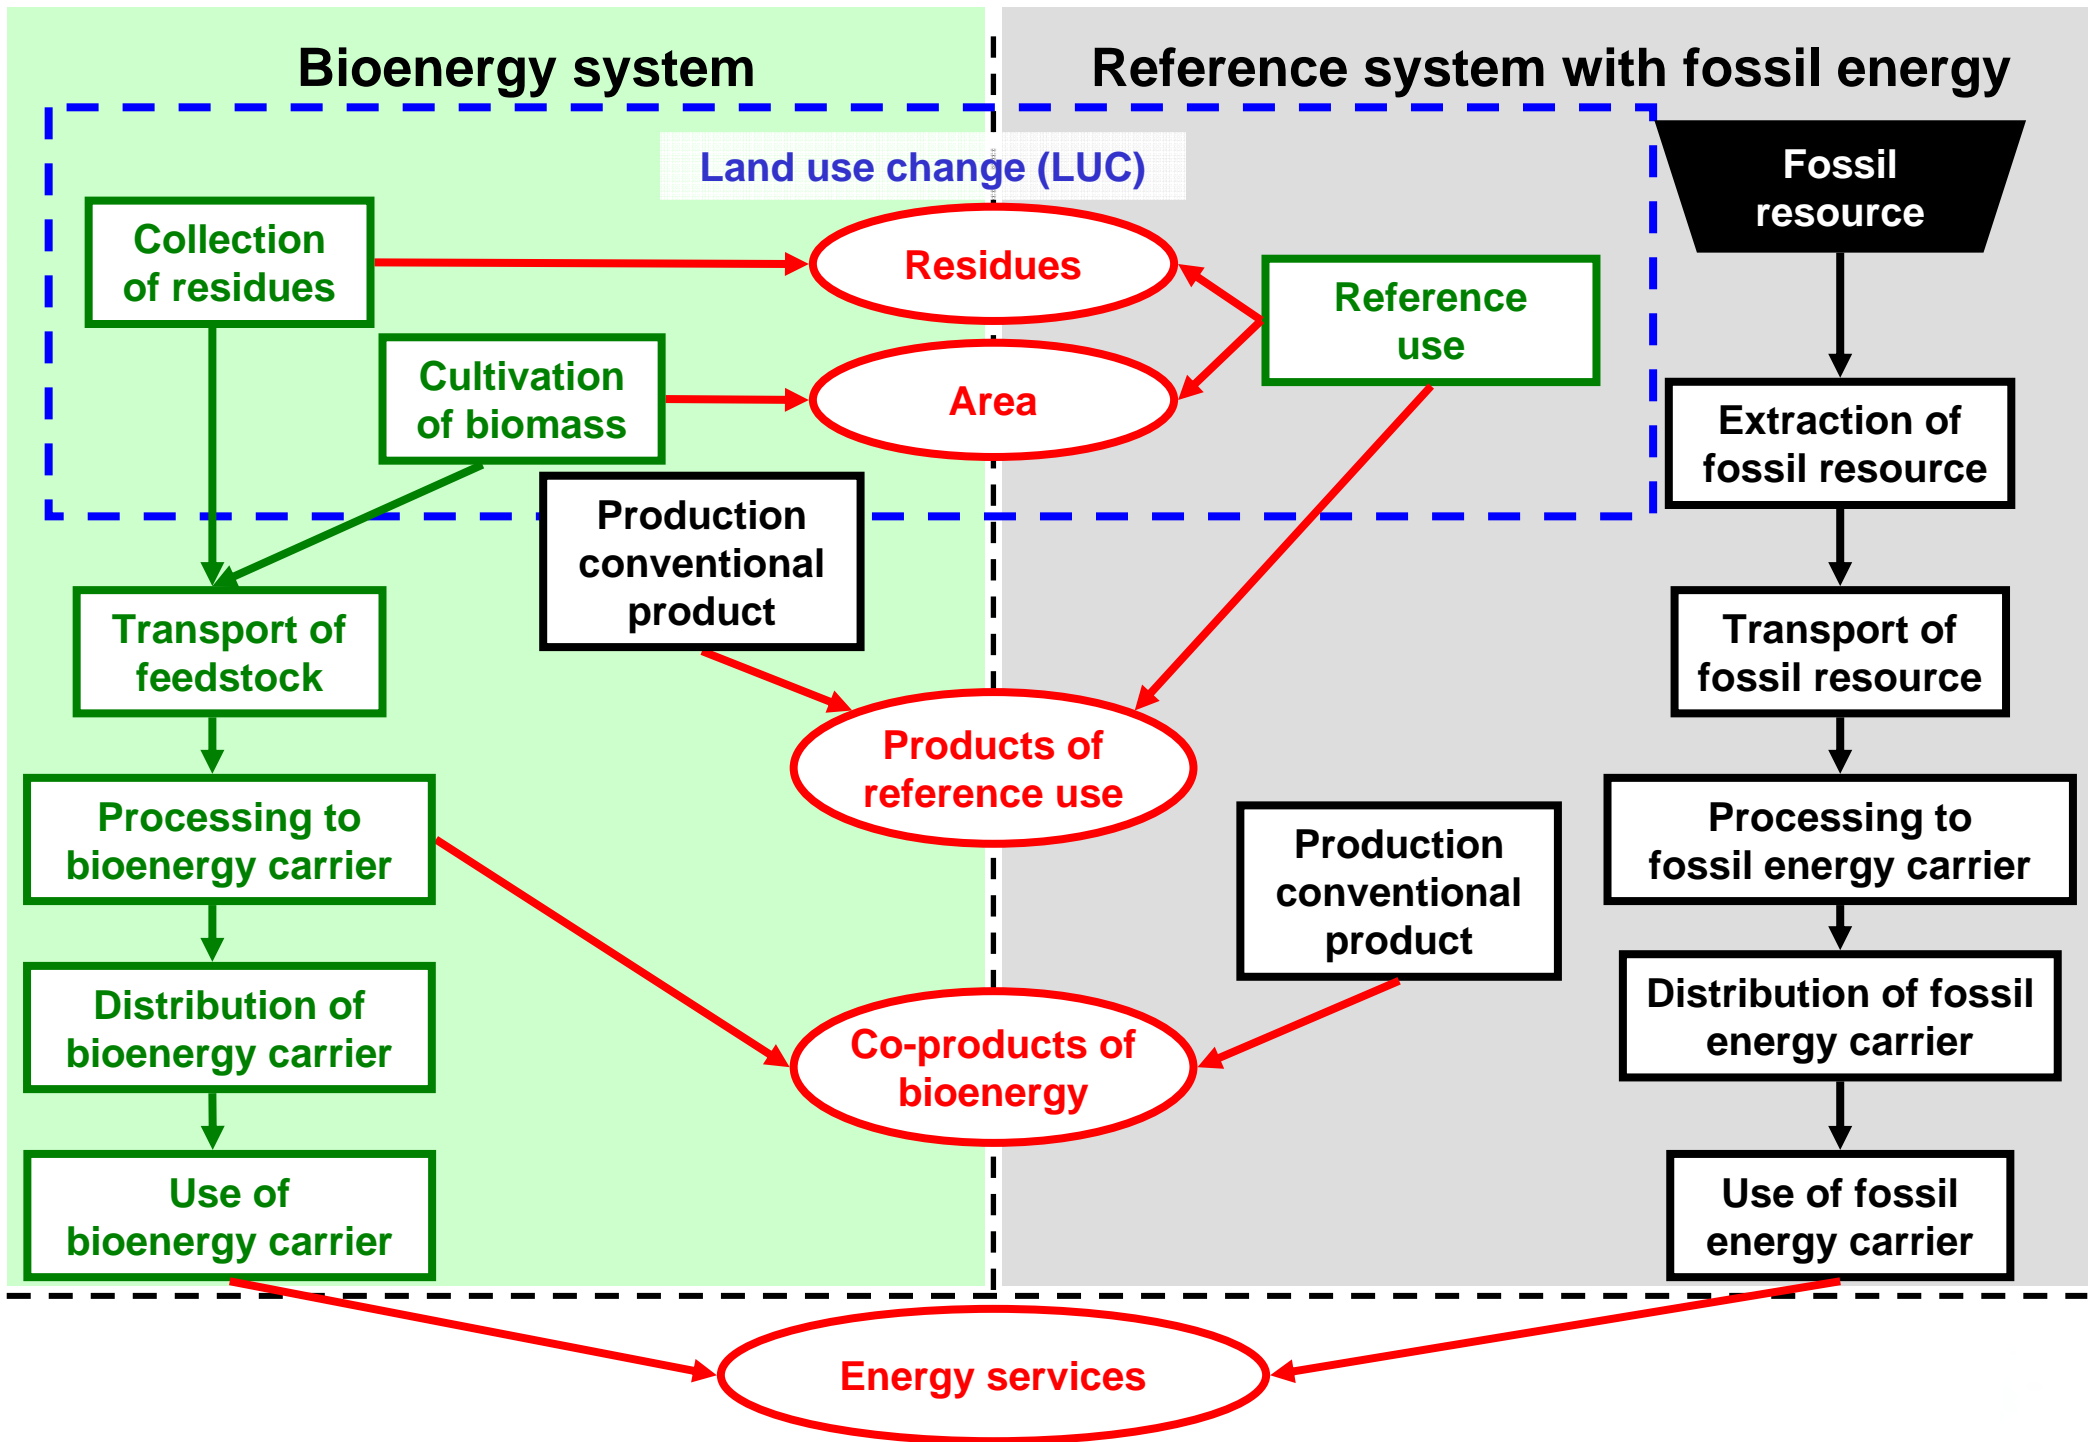 Bioenergy system
Reference system with fossil energy
Land use change (LUC)
Fossil
resource
Collection
of residues
Residues
Reference
use
Cultivation
of biomass
Area
Extraction of
fossil resource
Production
conventional
product
Transport of
feedstock
Transport of
fossil resource
Products of
reference use
Processing to
bioenergy carrier
Production
conventional
product
Processing to
fossil energy carrier
Distribution of
bioenergy carrier
Co-products of
bioenergy
Distribution of fossil
energy carrier
Use of
bioenergy carrier
Use of fossil
energy carrier
Energy services